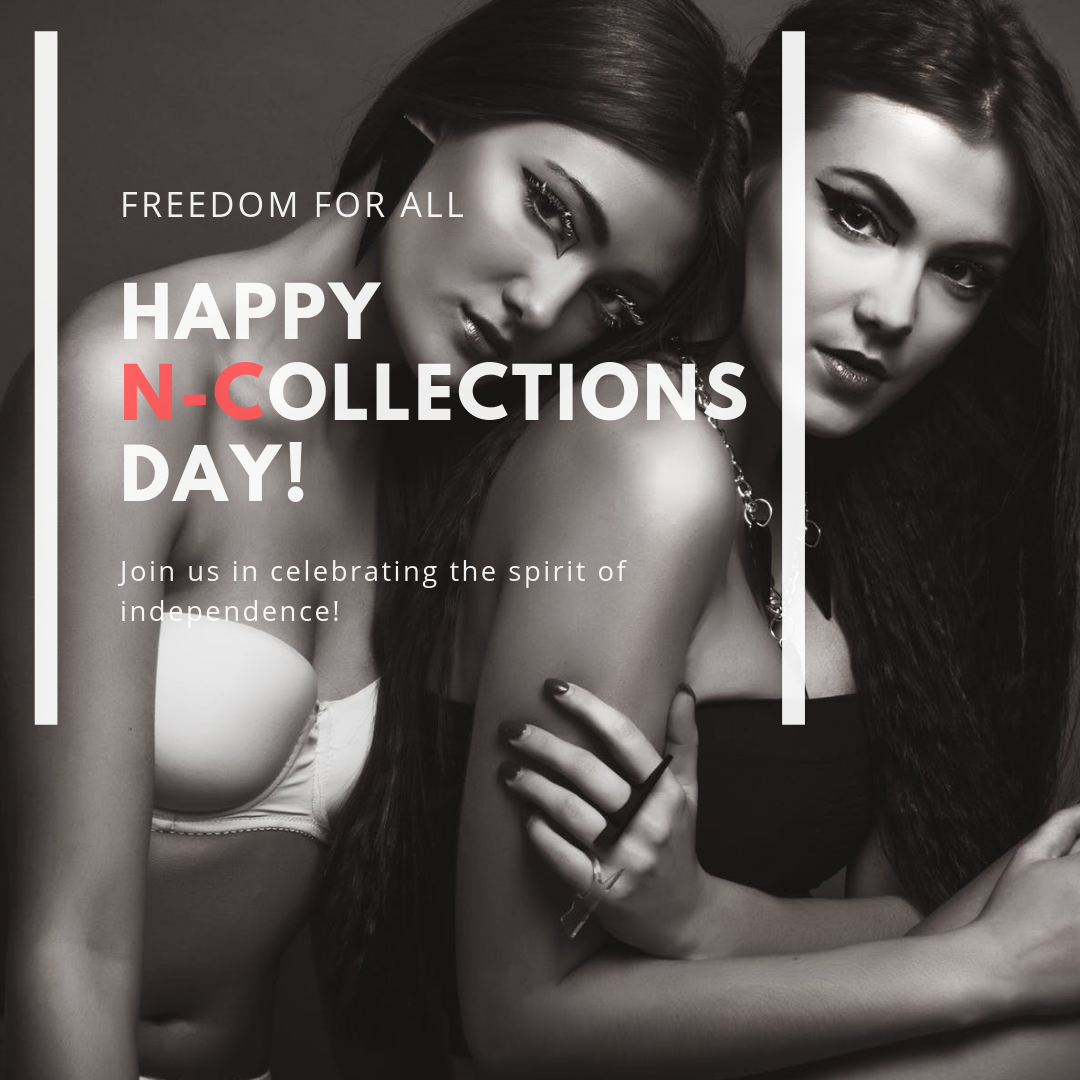 FREEDOM FOR ALL
HAPPY
N-COLLECTIONS
DAY!
Join us in celebrating the spirit of
independence!